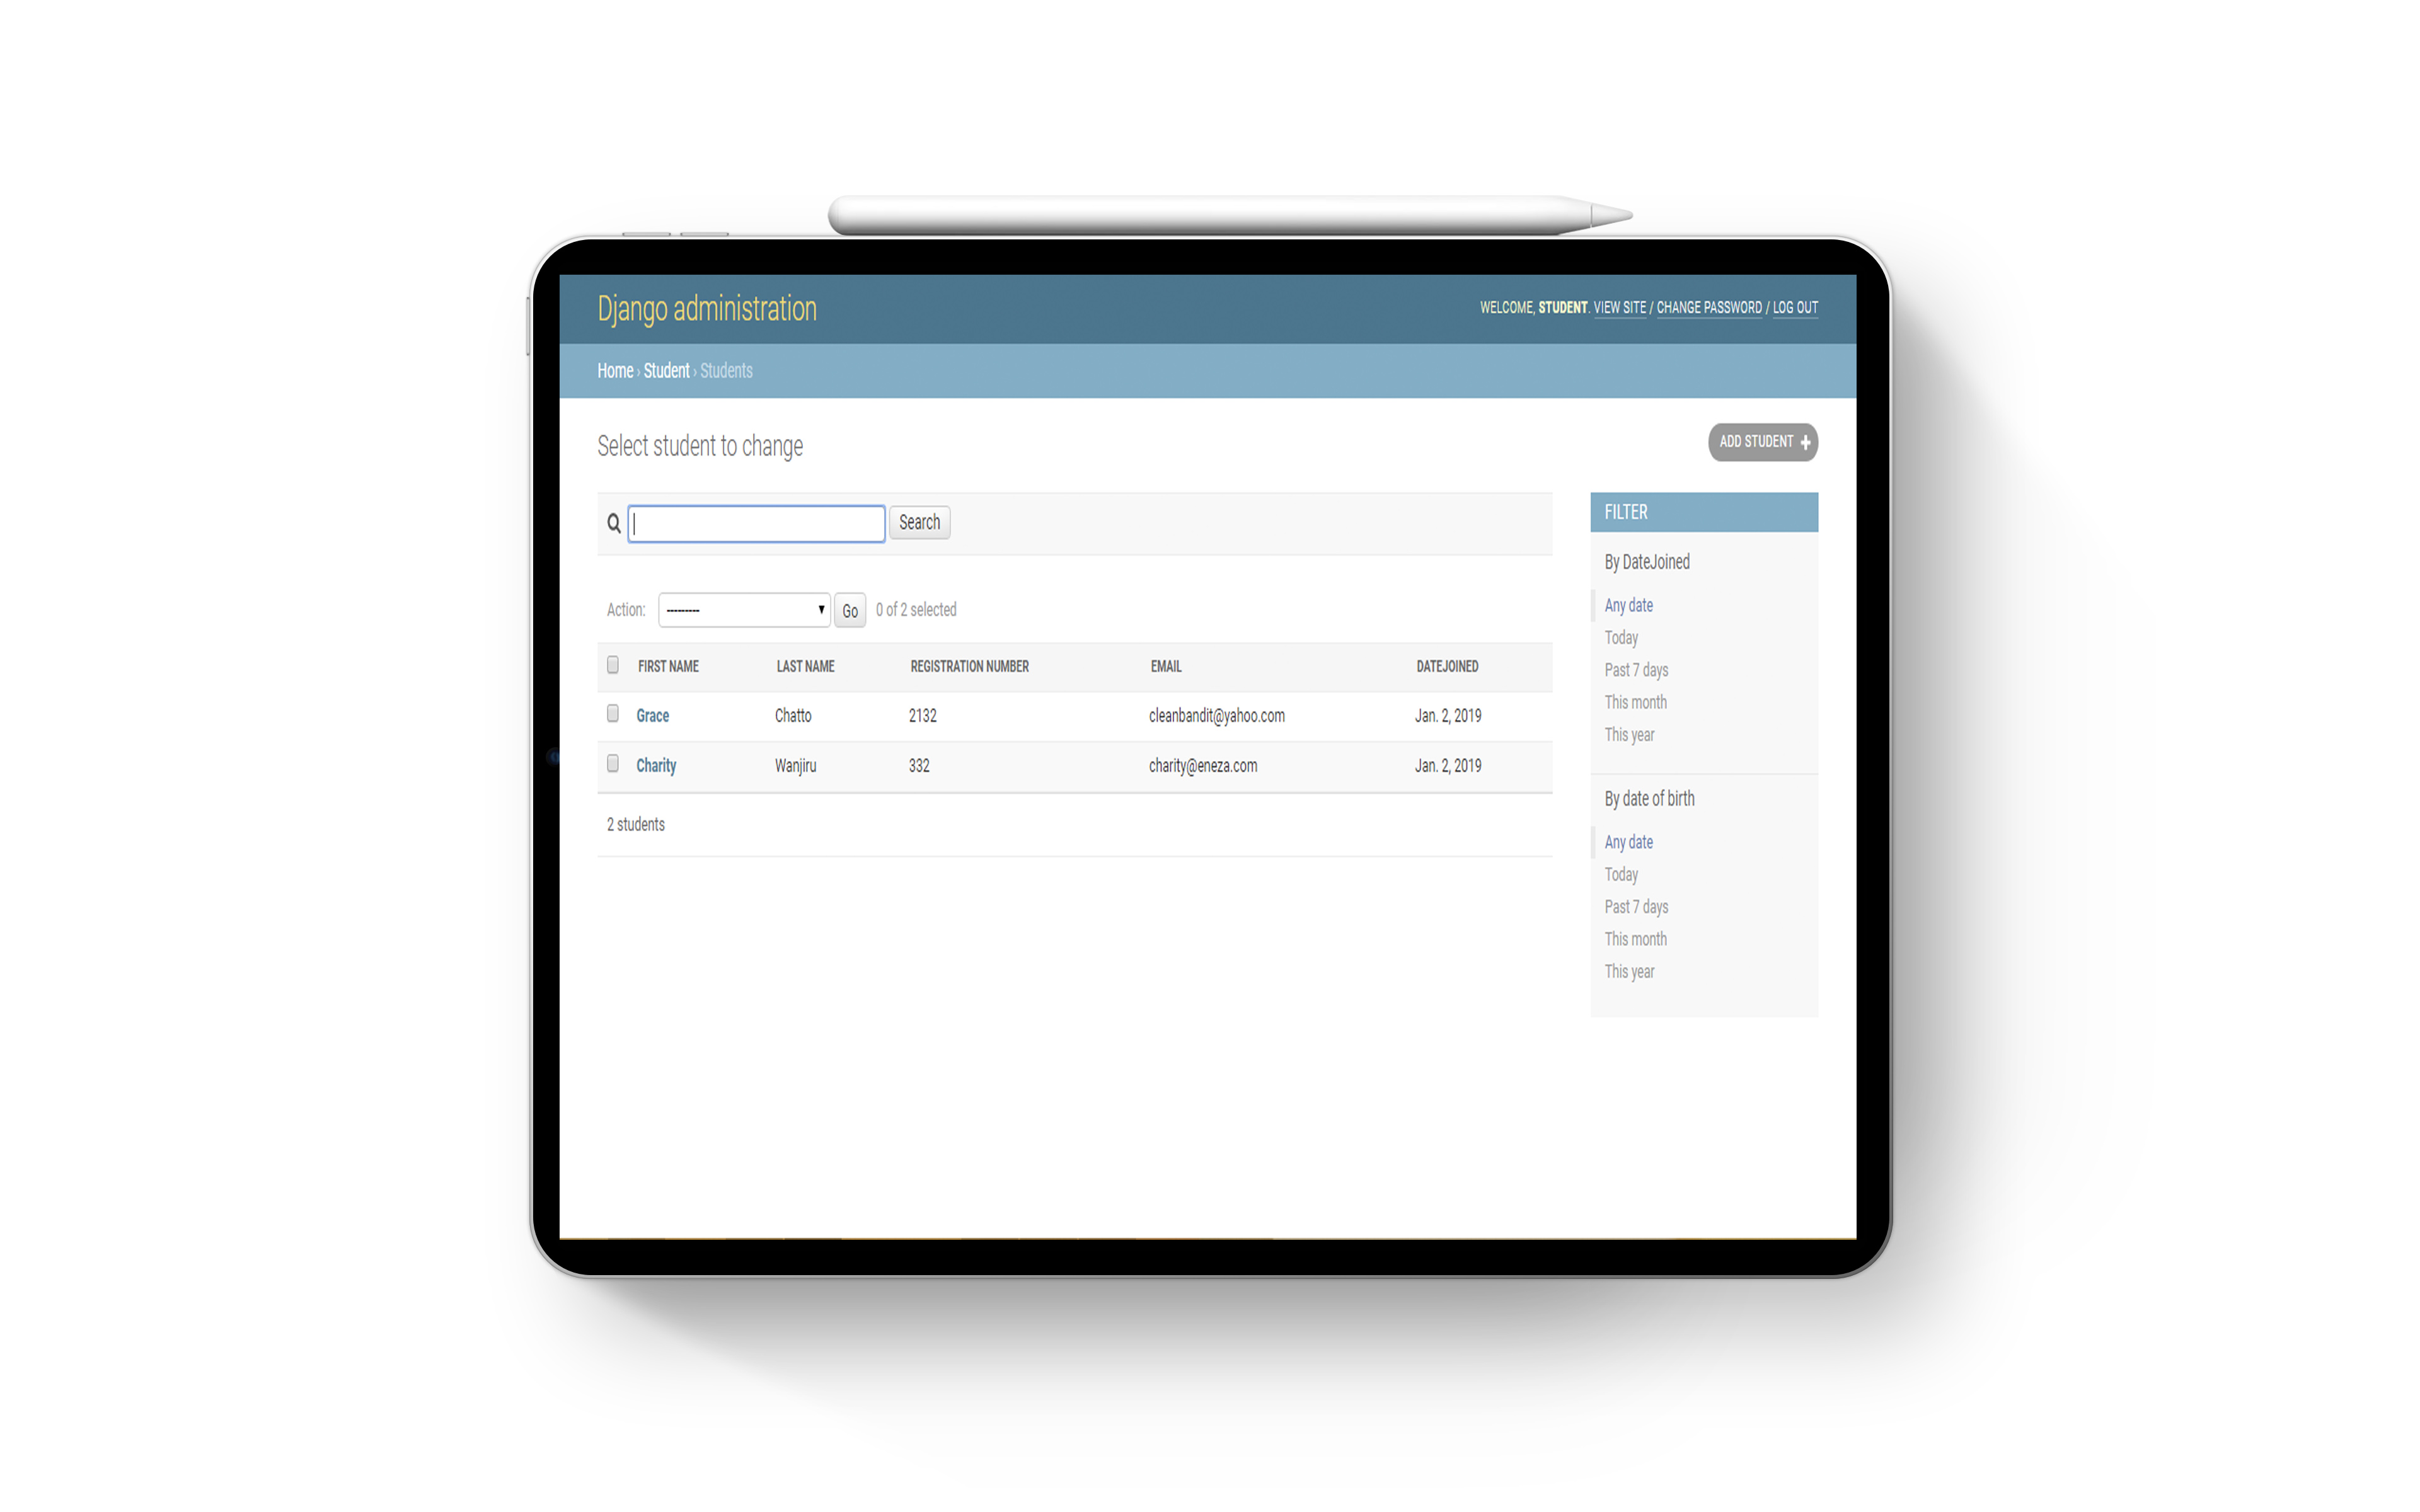 Django administration
WELCOME, STUDENT. VIEW SITE / CHANGE PASSWORD / LOG OUT
Home › Student › Students
Select student to change
ADD STUDENT +
Search
Action: --------- Go 0 of 2 selected
FIRST NAME LAST NAME REGISTRATION NUMBER EMAIL DATEJOINED
Grace Chatto 2132 cleanbandit@yahoo.com Jan. 2, 2019
Charity Wanjiru 332 charity@eneza.com Jan. 2, 2019
2 students
FILTER
By DateJoined
Any date
Today
Past 7 days
This month
This year
By date of birth
Any date
Today
Past 7 days
This month
This year